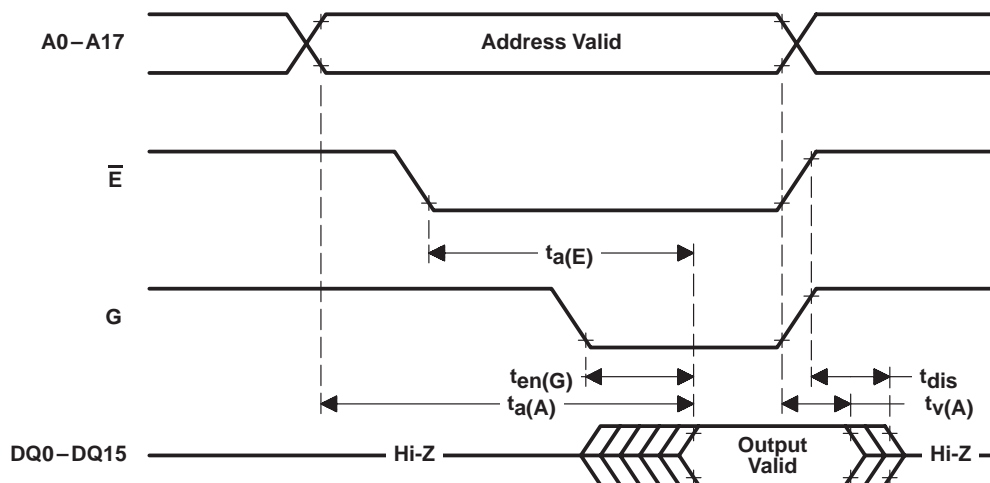 A0–A17
Address Valid
E̅
ta(E)
G
ten(G)
tdis
ta(A)
tv(A)
DQ0–DQ15
Hi-Z
Output
Valid
Hi-Z